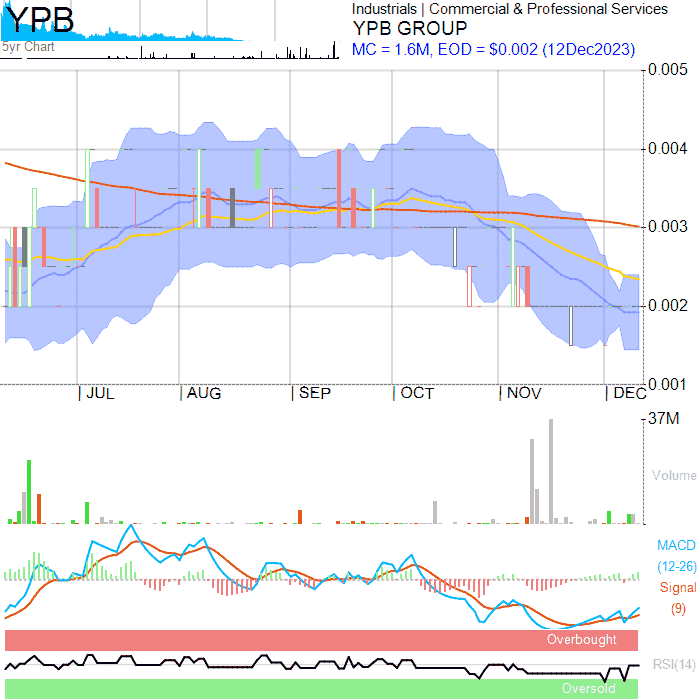 YPB
5yr Chart
Industrials | Commercial & Professional Services
YPB GROUP
MC = 1.6M, EOD = $0.002 (12Dec2023)
0.005
0.004
0.003
0.002
0.001
JUL AUG SEP OCT NOV DEC
37M
Volume
MACD
(12-26)
Signal
(9)
Overbought
RSI(14)
Oversold